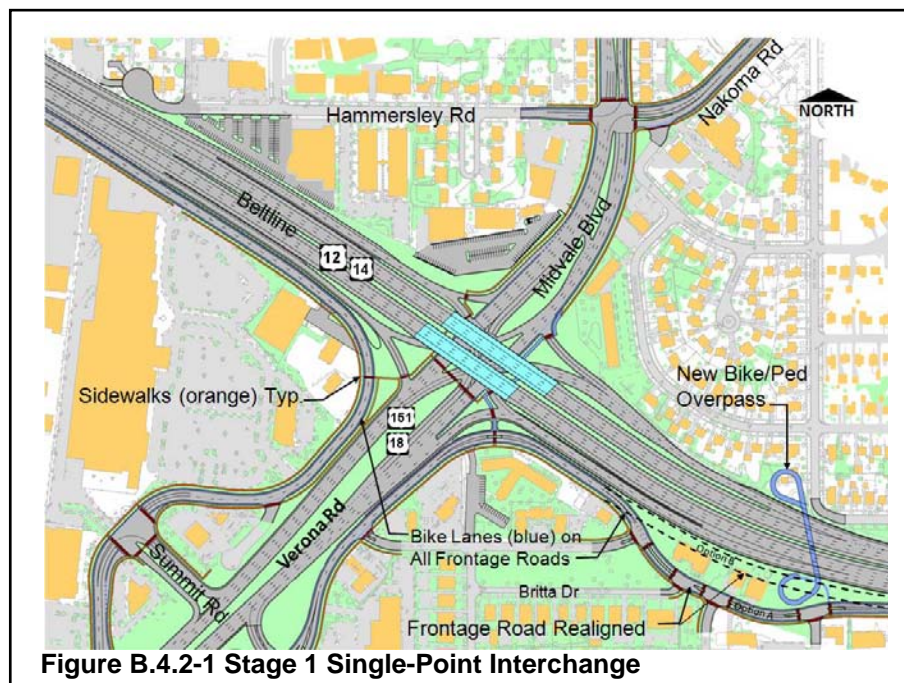 Hammersley Rd
Nakoma Rd
NORTH
Beltline
12
14
Midvale Blvd
New Bike/Ped
Overpass
Sidewalks (orange) Typ.
151
18
Verona Rd
Summit Rd
Bike Lanes (blue) on
All Frontage Roads
Option B
Britta Dr
Option A
Frontage Road Realigned
Figure B.4.2-1 Stage 1 Single-Point Interchange